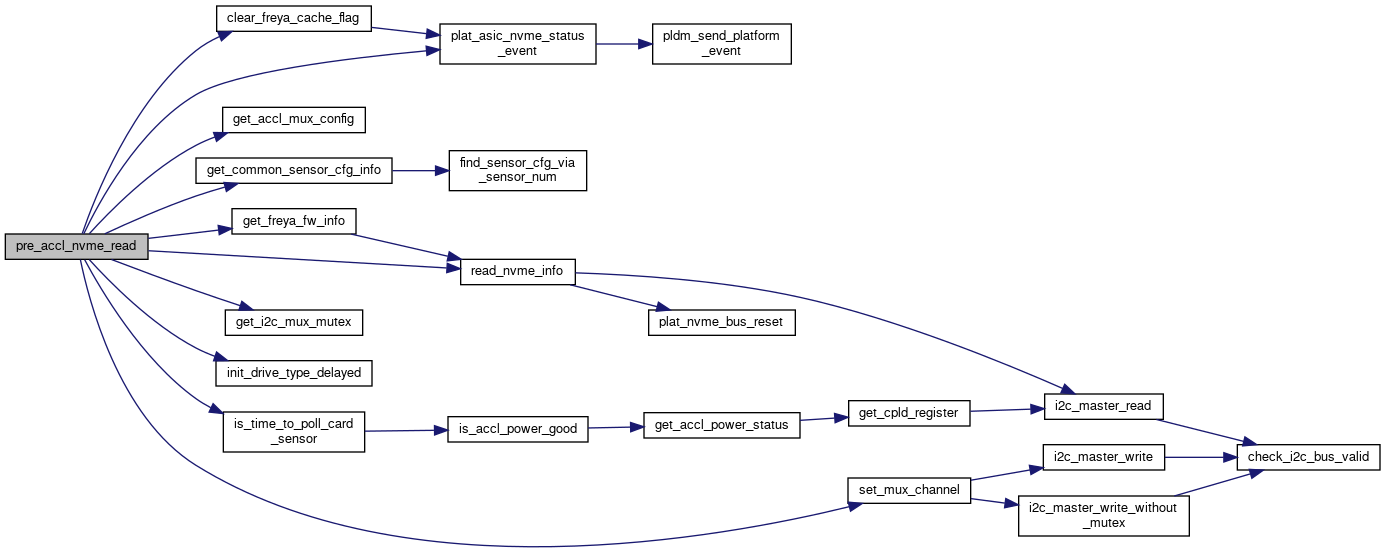 clear_freya_cache_flag
plat_asic_nvme_status
_event
pldm_send_platform
_event
get_accl_mux_config
get_common_sensor_cfg_info
find_sensor_cfg_via
_sensor_num
get_freya_fw_info
pre_accl_nvme_read
read_nvme_info
get_i2c_mux_mutex
plat_nvme_bus_reset
init_drive_type_delayed
is_time_to_poll_card
_sensor
is_accl_power_good
get_accl_power_status
get_cpld_register
i2c_master_read
i2c_master_write
check_i2c_bus_valid
set_mux_channel
i2c_master_write_without
_mutex